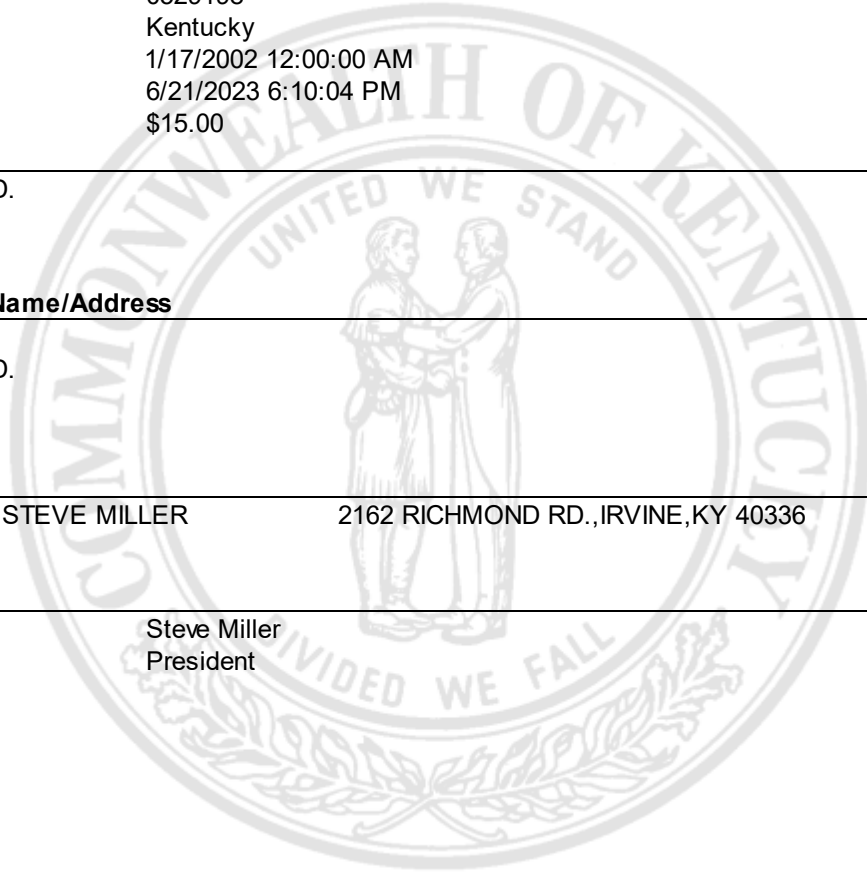 Kentucky
1/17/2002 12:00:00 AM
6/21/2023 6:10:04 PM
$15.00
D.
Name/Address
D.
STEVE MILLER 2162 RICHMOND RD.,IRVINE,KY 40336
Steve Miller
President
COMMONWEALTH OF KENTUCKY
UNITED WE STAND
DIVIDED WE FALL